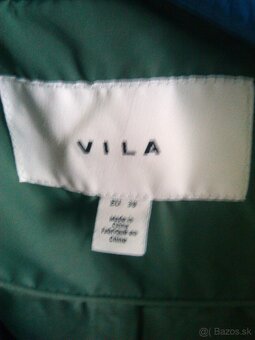 VILA
EU 38
Made in
China
Fabriqué en
Chine
Bazos.sk